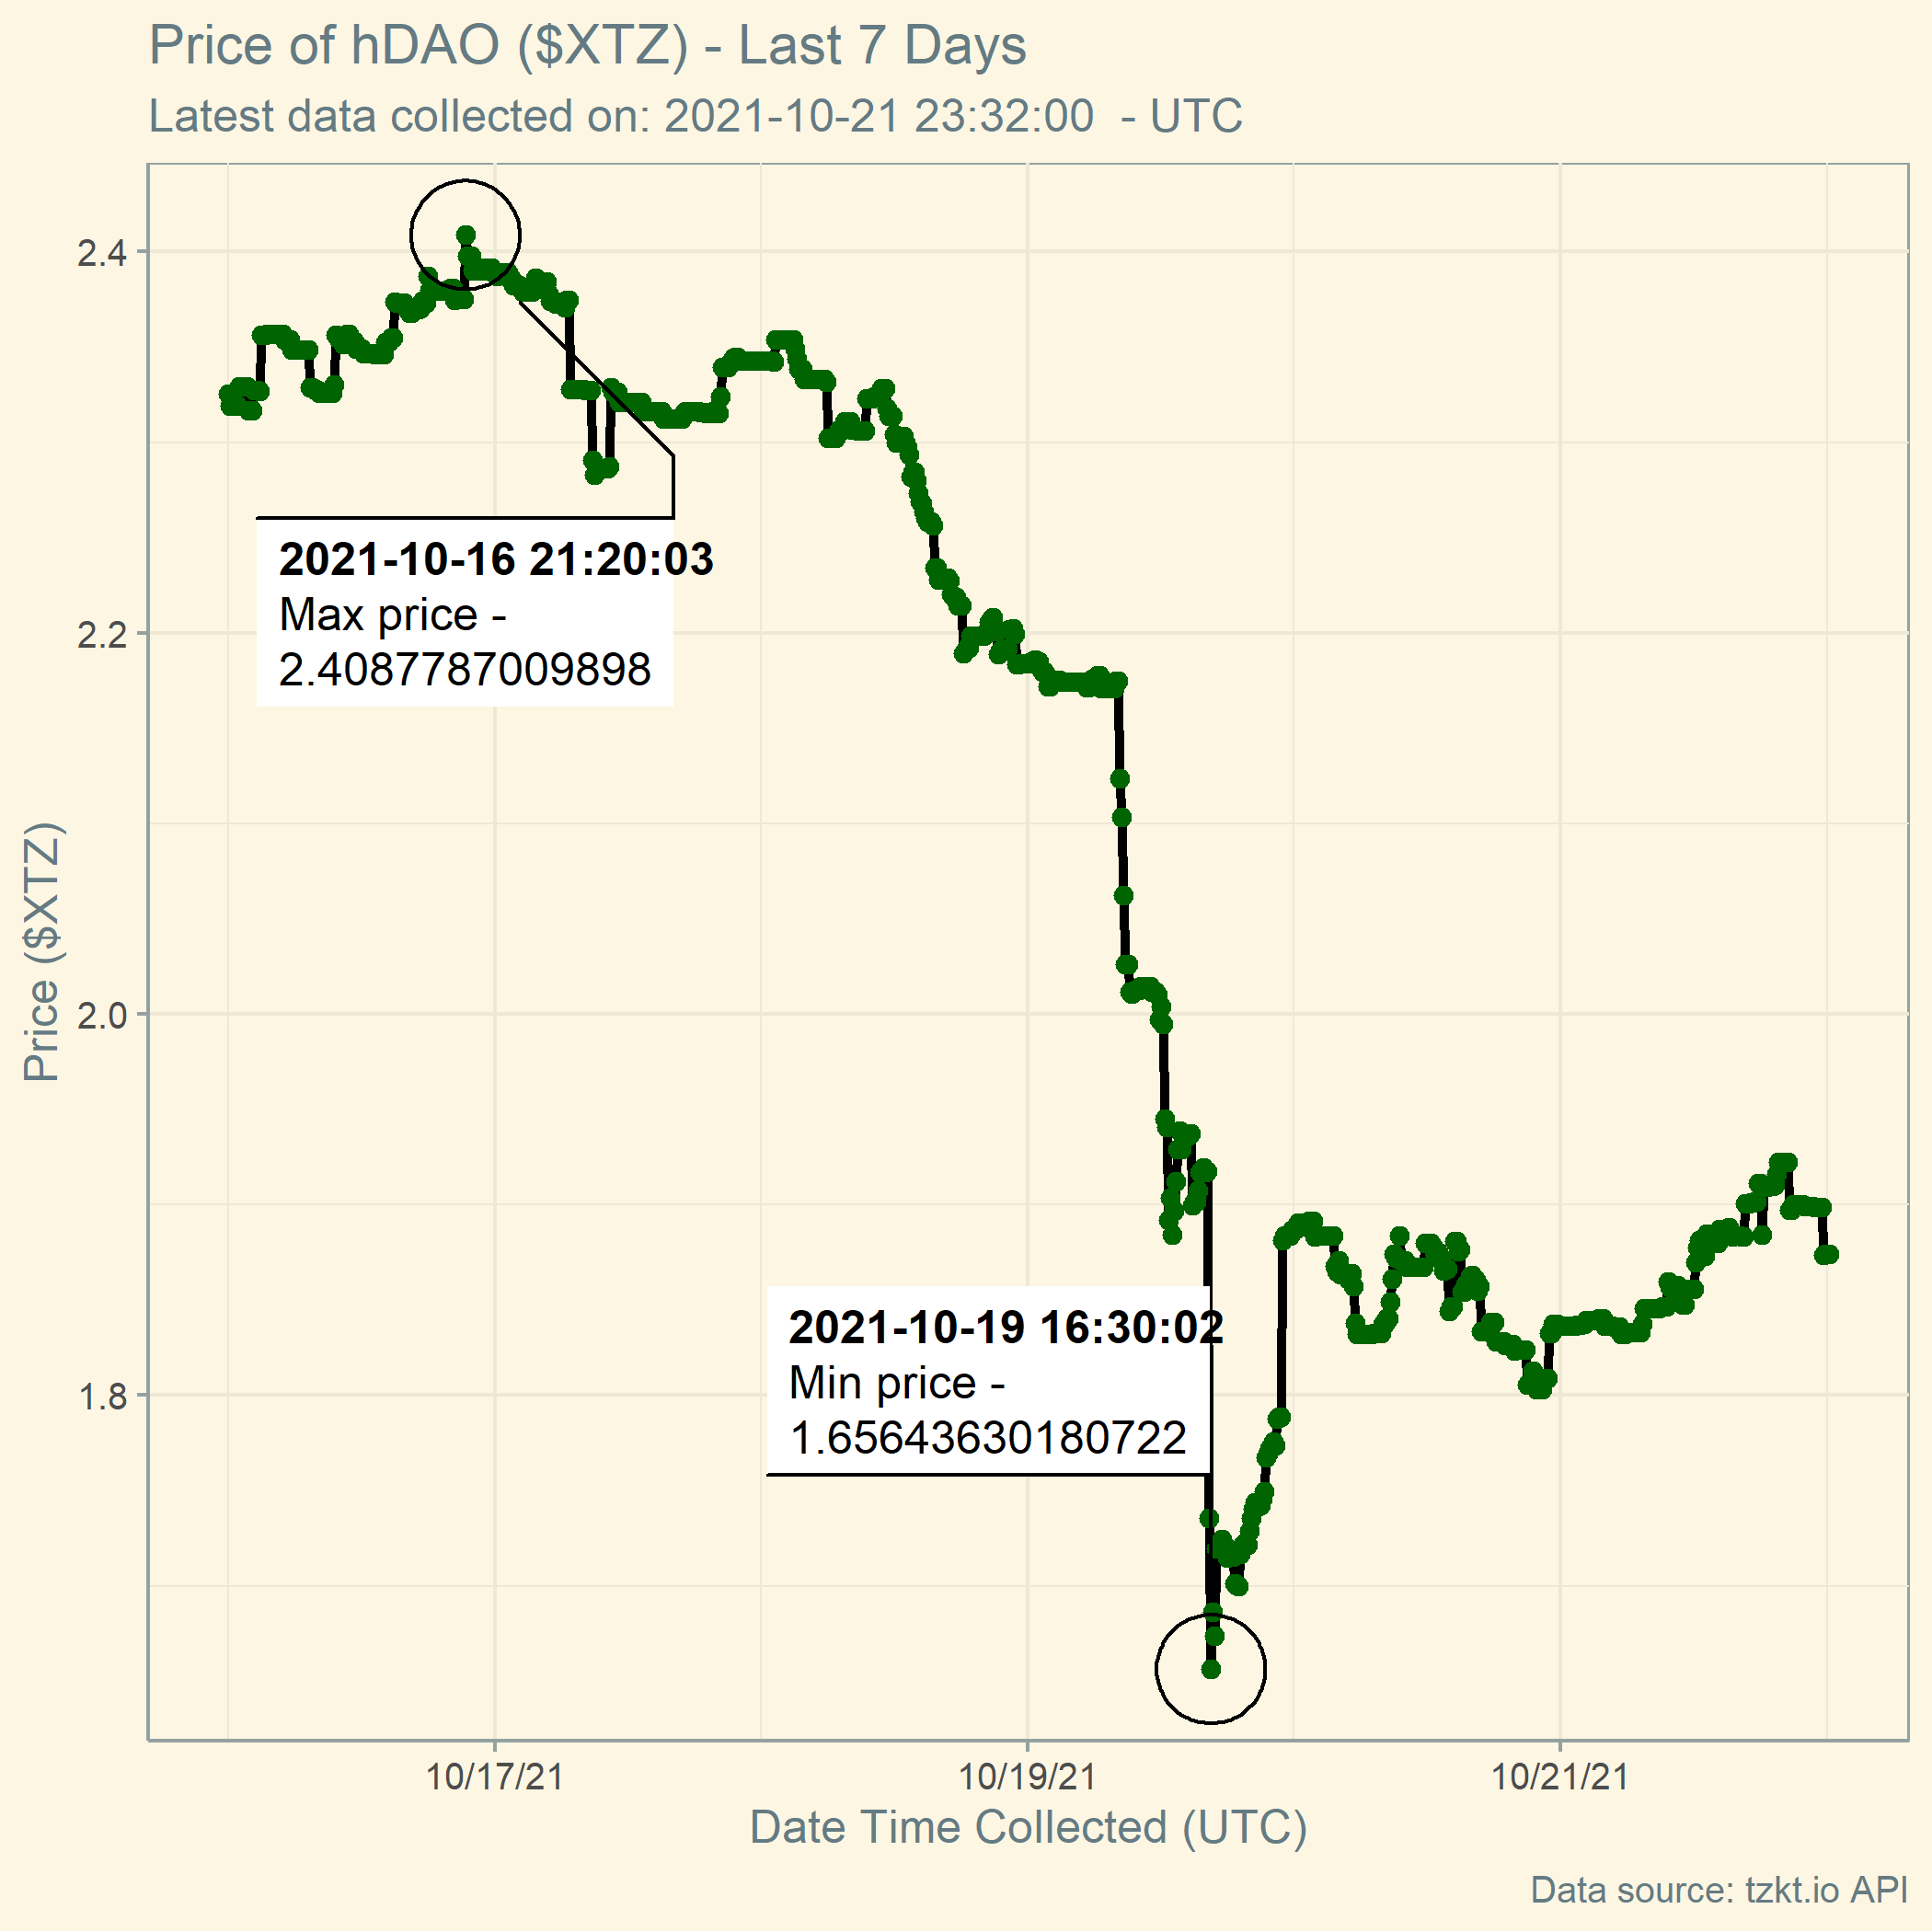 Price of hDAO ($XTZ) - Last 7 Days
Latest data collected on: 2021-10-21 23:32:00  - UTC
2.4
2.2
2.0
1.8
Price ($XTZ)
2021-10-16 21:20:03
Max price -
2.4087787009898
2021-10-19 16:30:02
Min price -
1.65643630180722
10/17/21
10/19/21
10/21/21
Date Time Collected (UTC)
Data source: tzkt.io API